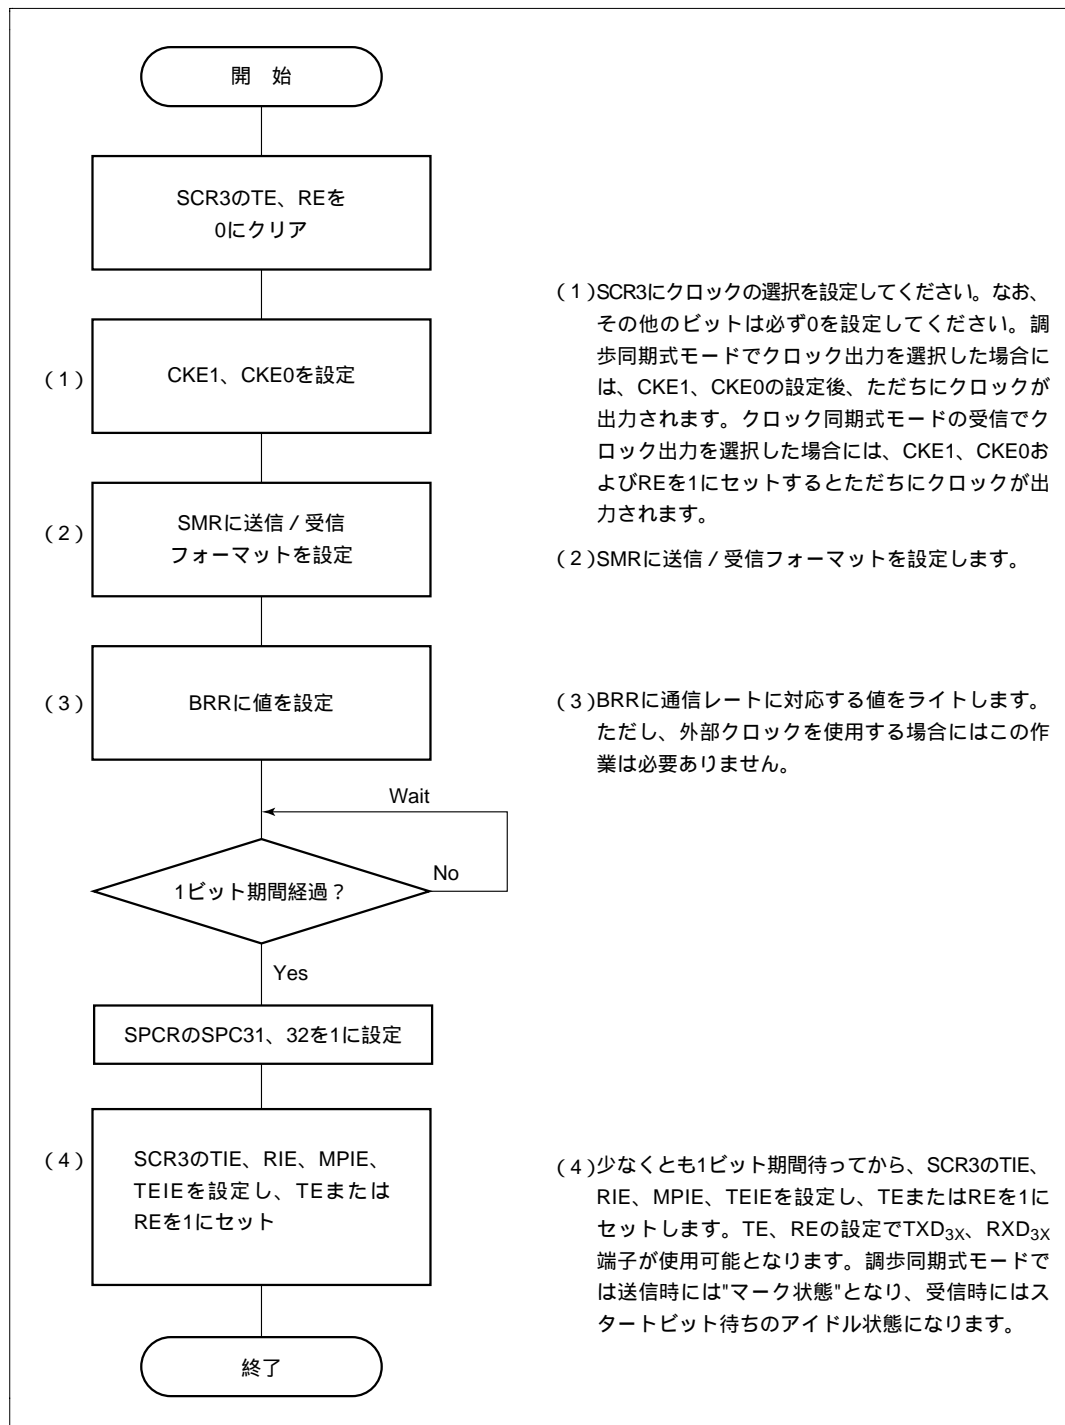 開 始
SCR3のTE、REを
0にクリア
(1)
CKE1、CKE0を設定
(1)SCR3にクロックの選択を設定してください。なお、
その他のビットは必ず0を設定してください。調
歩同期式モードでクロック出力を選択した場合に
は、CKE1、CKE0の設定後、ただちにクロックが
出力されます。クロック同期式モードの受信でク
ロック出力を選択した場合には、CKE1、CKE0お
よびREを1にセットするとただちにクロックが出
力されます。
(2)
SMRに送信/受信
フォーマットを設定
(2)SMRに送信/受信フォーマットを設定します。
(3)
BRRに値を設定
(3)BRRに通信レートに対応する値をライトします。
ただし、外部クロックを使用する場合にはこの作
業は必要ありません。
Wait
1ビット期間経過?
No
Yes
SPCRのSPC31、32を1に設定
(4)
SCR3のTIE、RIE、MPIE、
TEIEを設定し、TEまたは
REを1にセット
(4)少なくとも1ビット期間待ってから、SCR3のTIE、
RIE、MPIE、TEIEを設定し、TEまたはREを1に
セットします。TE、REの設定でTXD3X、RXD3X
端子が使用可能となります。調歩同期式モードで
は送信時には"マーク状態"となり、受信時にはス
タートビット待ちのアイドル状態になります。
終了